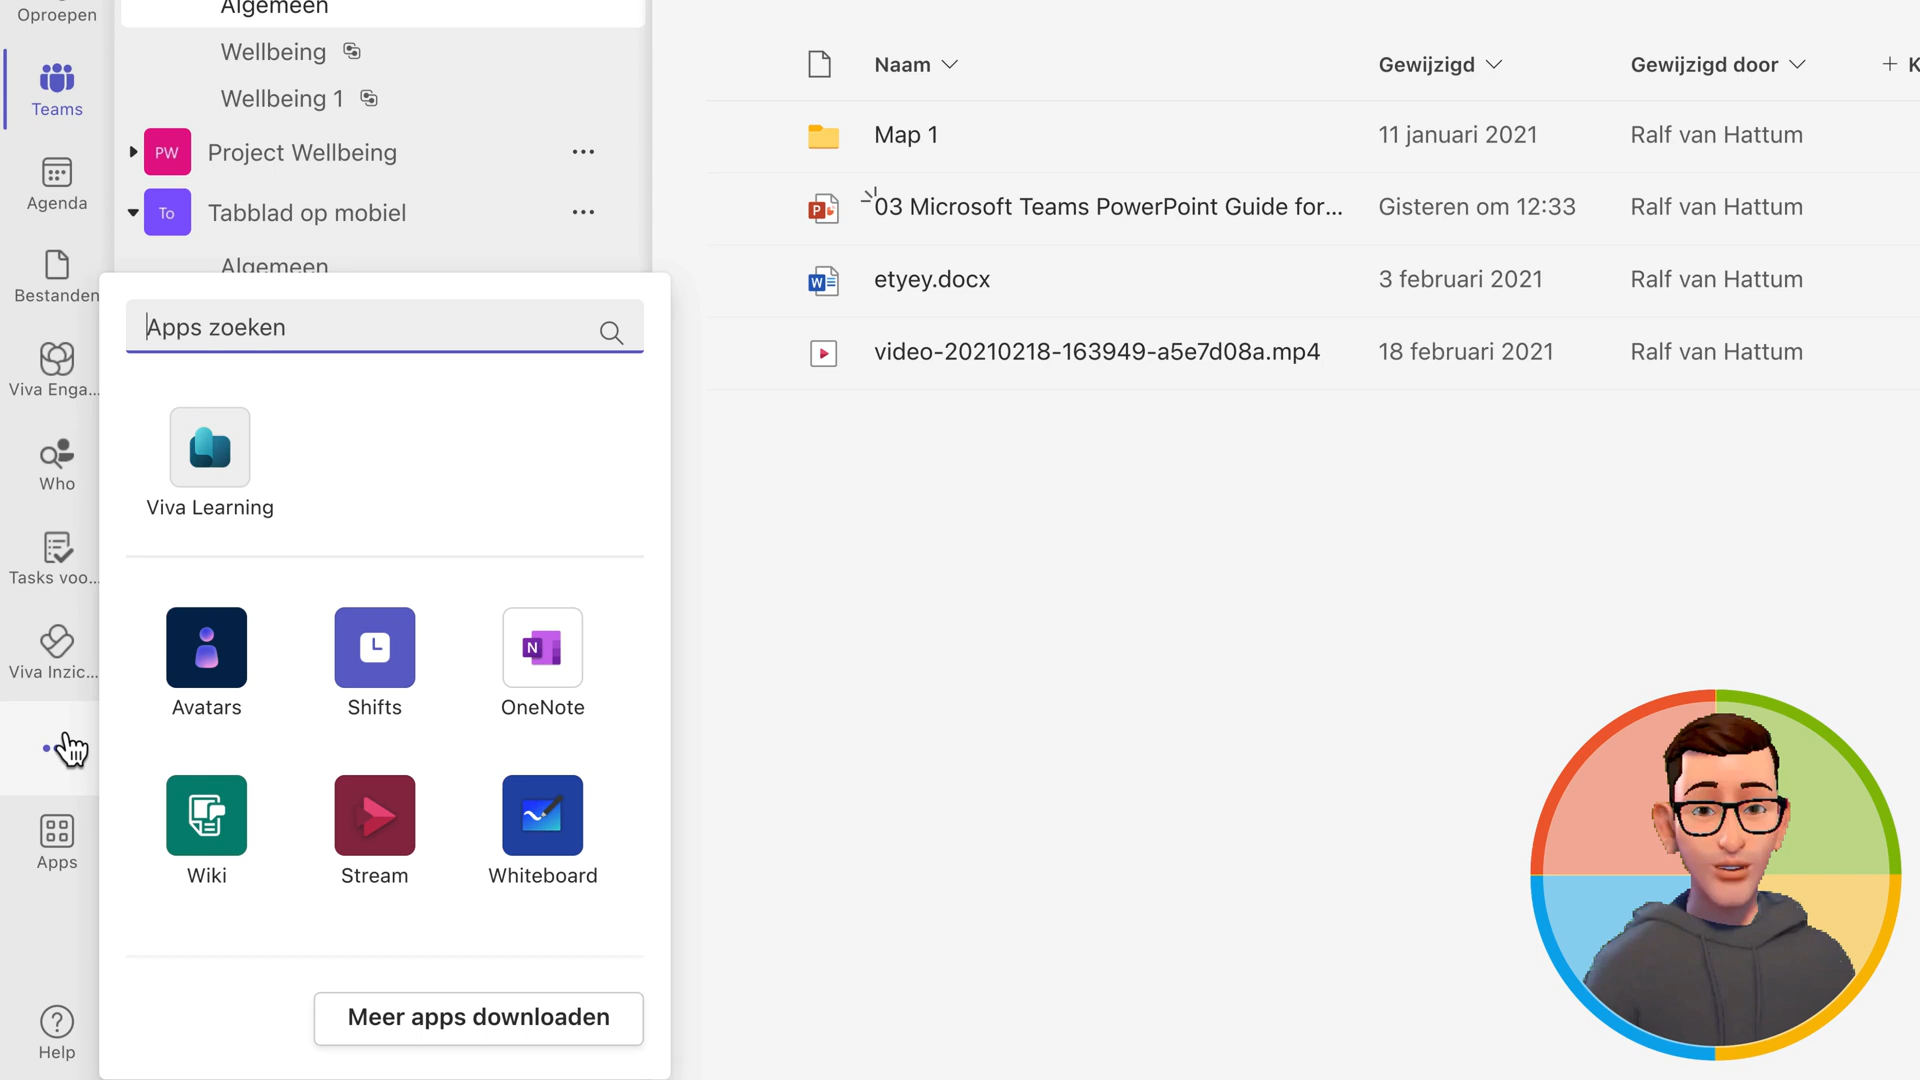 Oproepen
Teams
Agenda
Bestanden
Viva Enga...
Who
Tasks voo...
Viva Inzic...
Apps
Help
Algemeen
Wellbeing
Wellbeing 1
PW Project Wellbeing
To Tabblad op mobiel
Algemeen
Apps zoeken
Viva Learning
Avatars Shifts OneNote
Wiki Stream Whiteboard
Meer apps downloaden
Naam Gewijzigd Gewijzigd door + K
Map 1 11 januari 2021 Ralf van Hattum
03 Microsoft Teams PowerPoint Guide for... Gisteren om 12:33 Ralf van Hattum
etyey.docx 3 februari 2021 Ralf van Hattum
video-20210218-163949-a5e7d08a.mp4 18 februari 2021 Ralf van Hattum